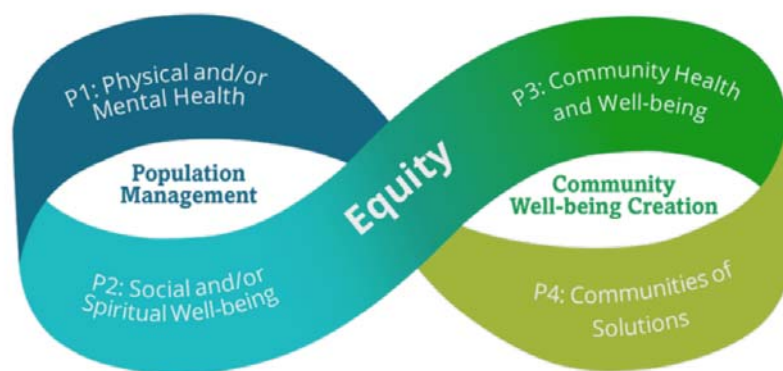 P1: Physical and/or
Mental Health
Population
Management
P2: Social and/or
Spiritual Well-being
Equity
P3: Community Health
and Well-being
Community
Well-being Creation
P4: Communities of
Solutions